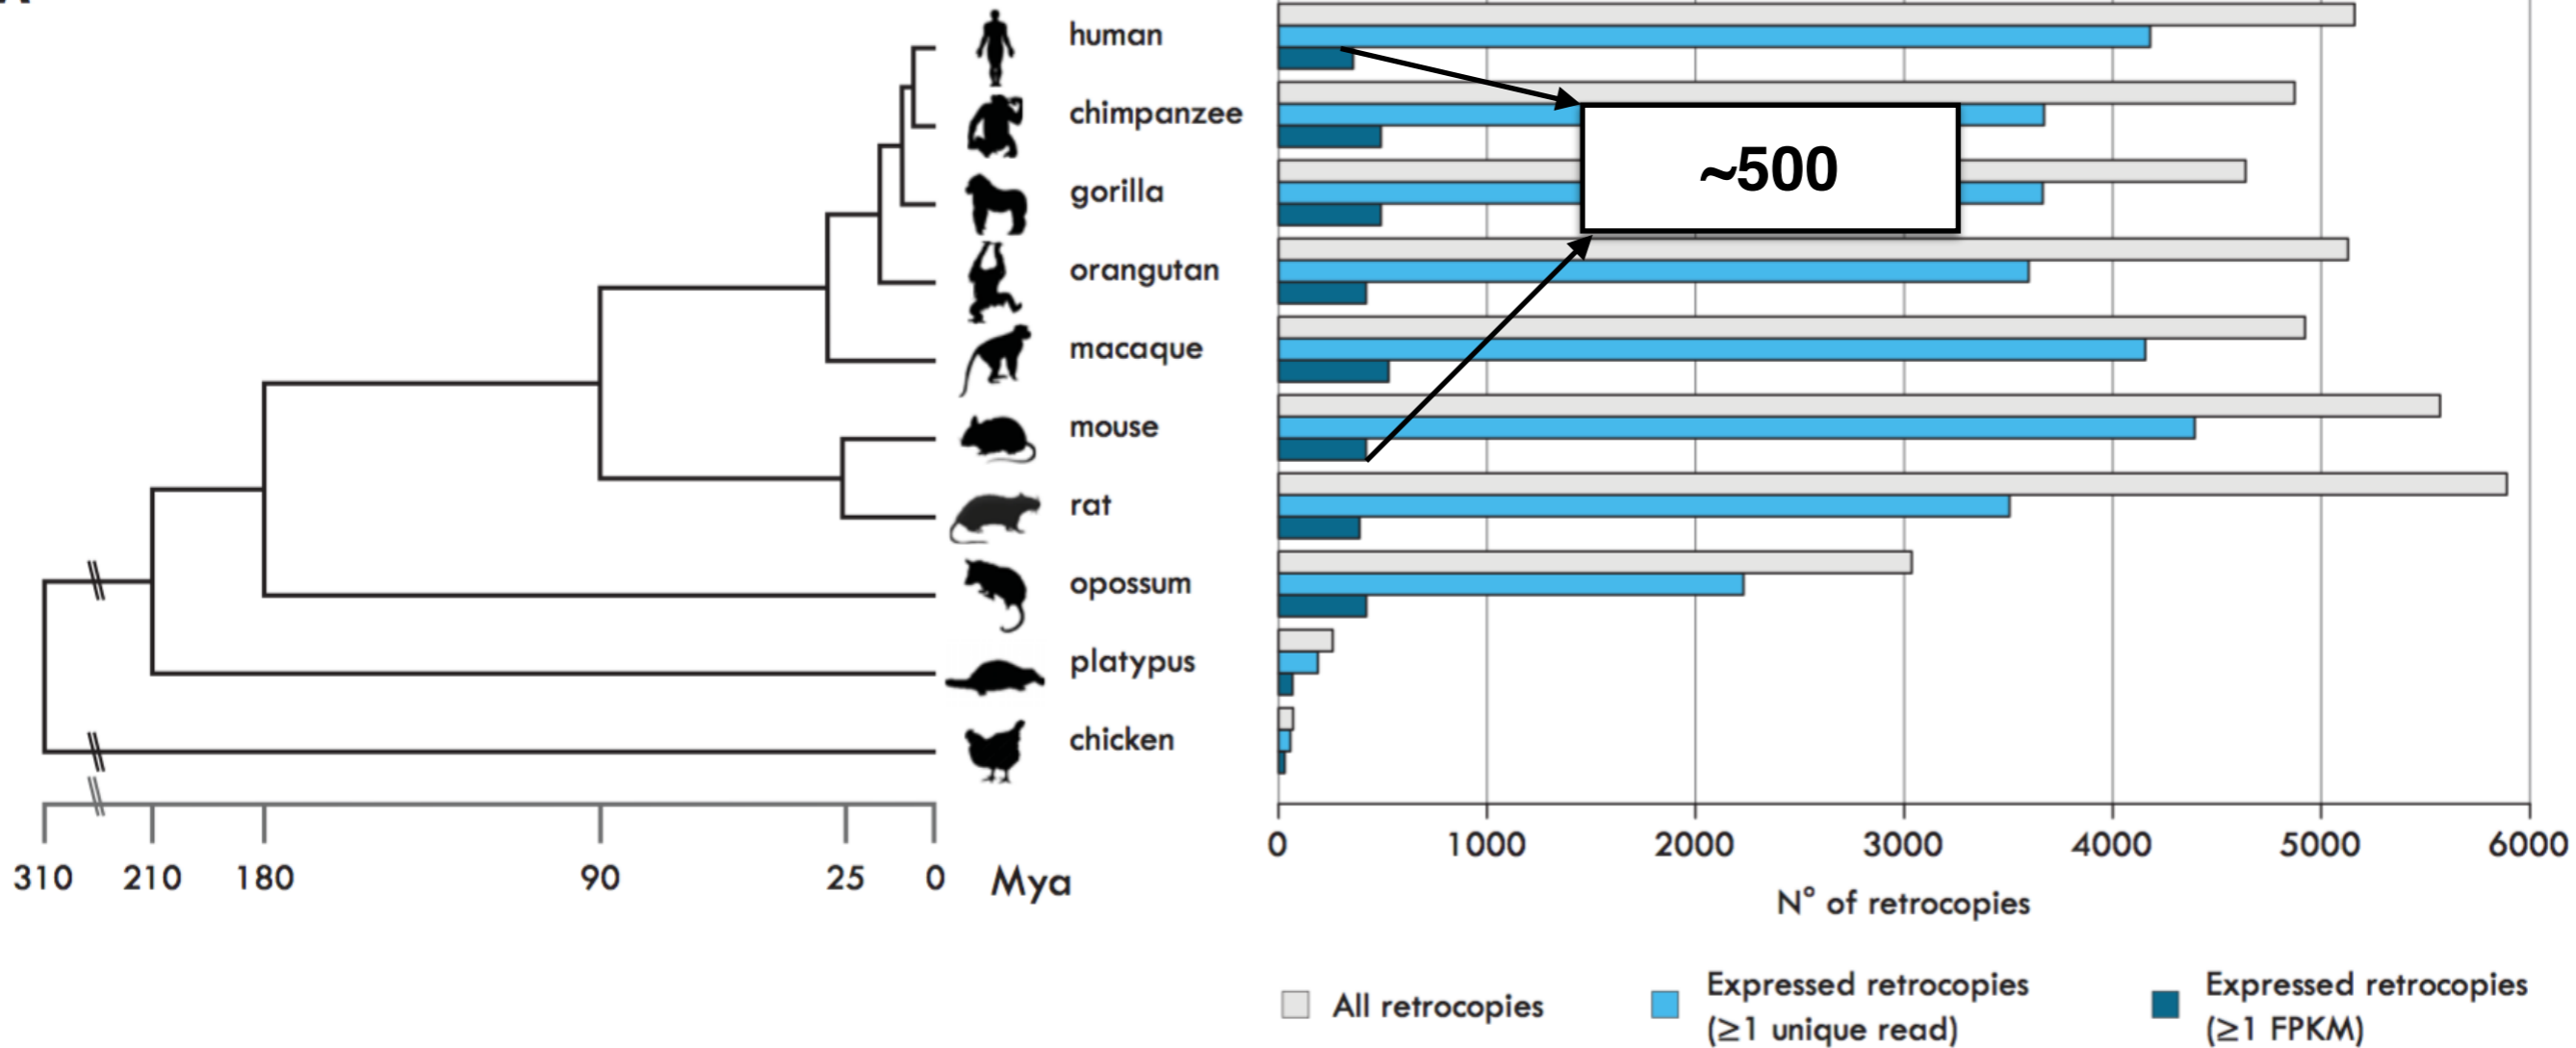 human
chimpanzee
gorilla
orangutan
macaque
mouse
rat
opossum
platypus
chicken
~500
310 210 180 90 25 0 Mya
0 1000 2000 3000 4000 5000 6000
N° of retrocopies
All retrocopies
Expressed retrocopies
(≥1 unique read)
Expressed retrocopies
(≥1 FPKM)